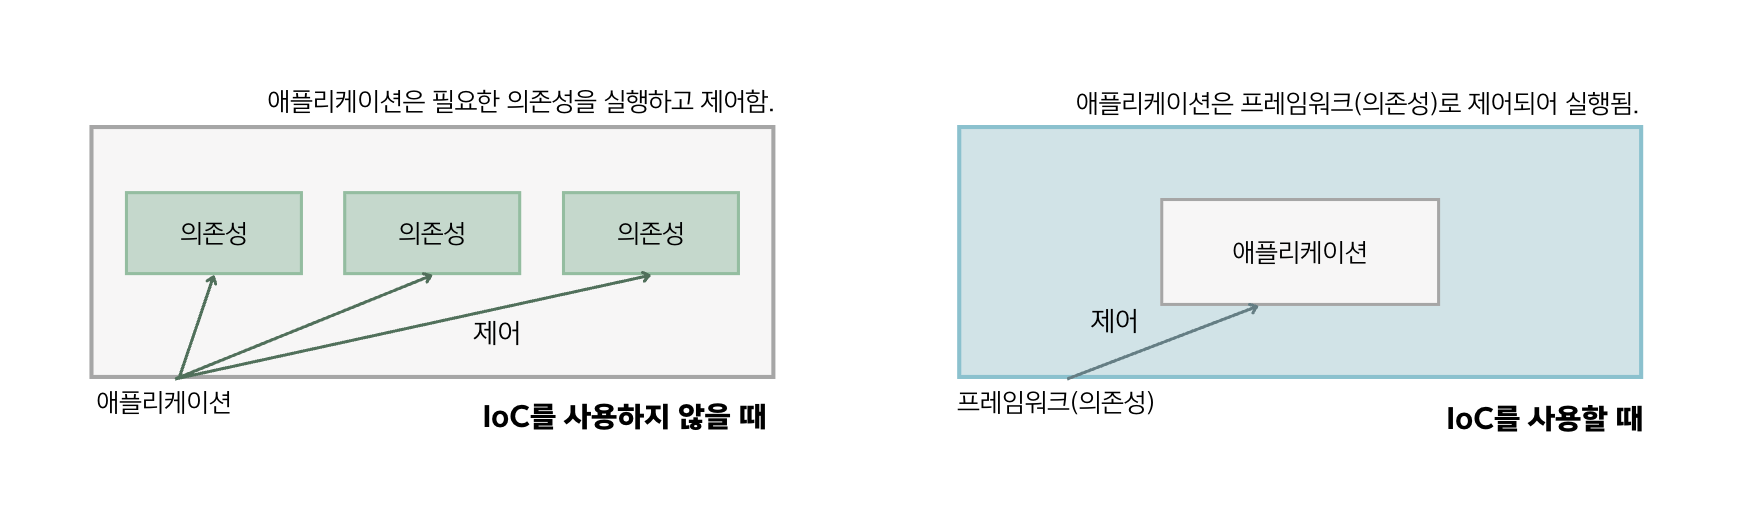 애플리케이션은 필요한 의존성을 실행하고 제어함.
의존성
의존성
의존성
제어
애플리케이션
IoC를 사용하지 않을 때
애플리케이션은 프레임워크(의존성)로 제어되어 실행됨.
애플리케이션
제어
프레임워크(의존성)
IoC를 사용할 때